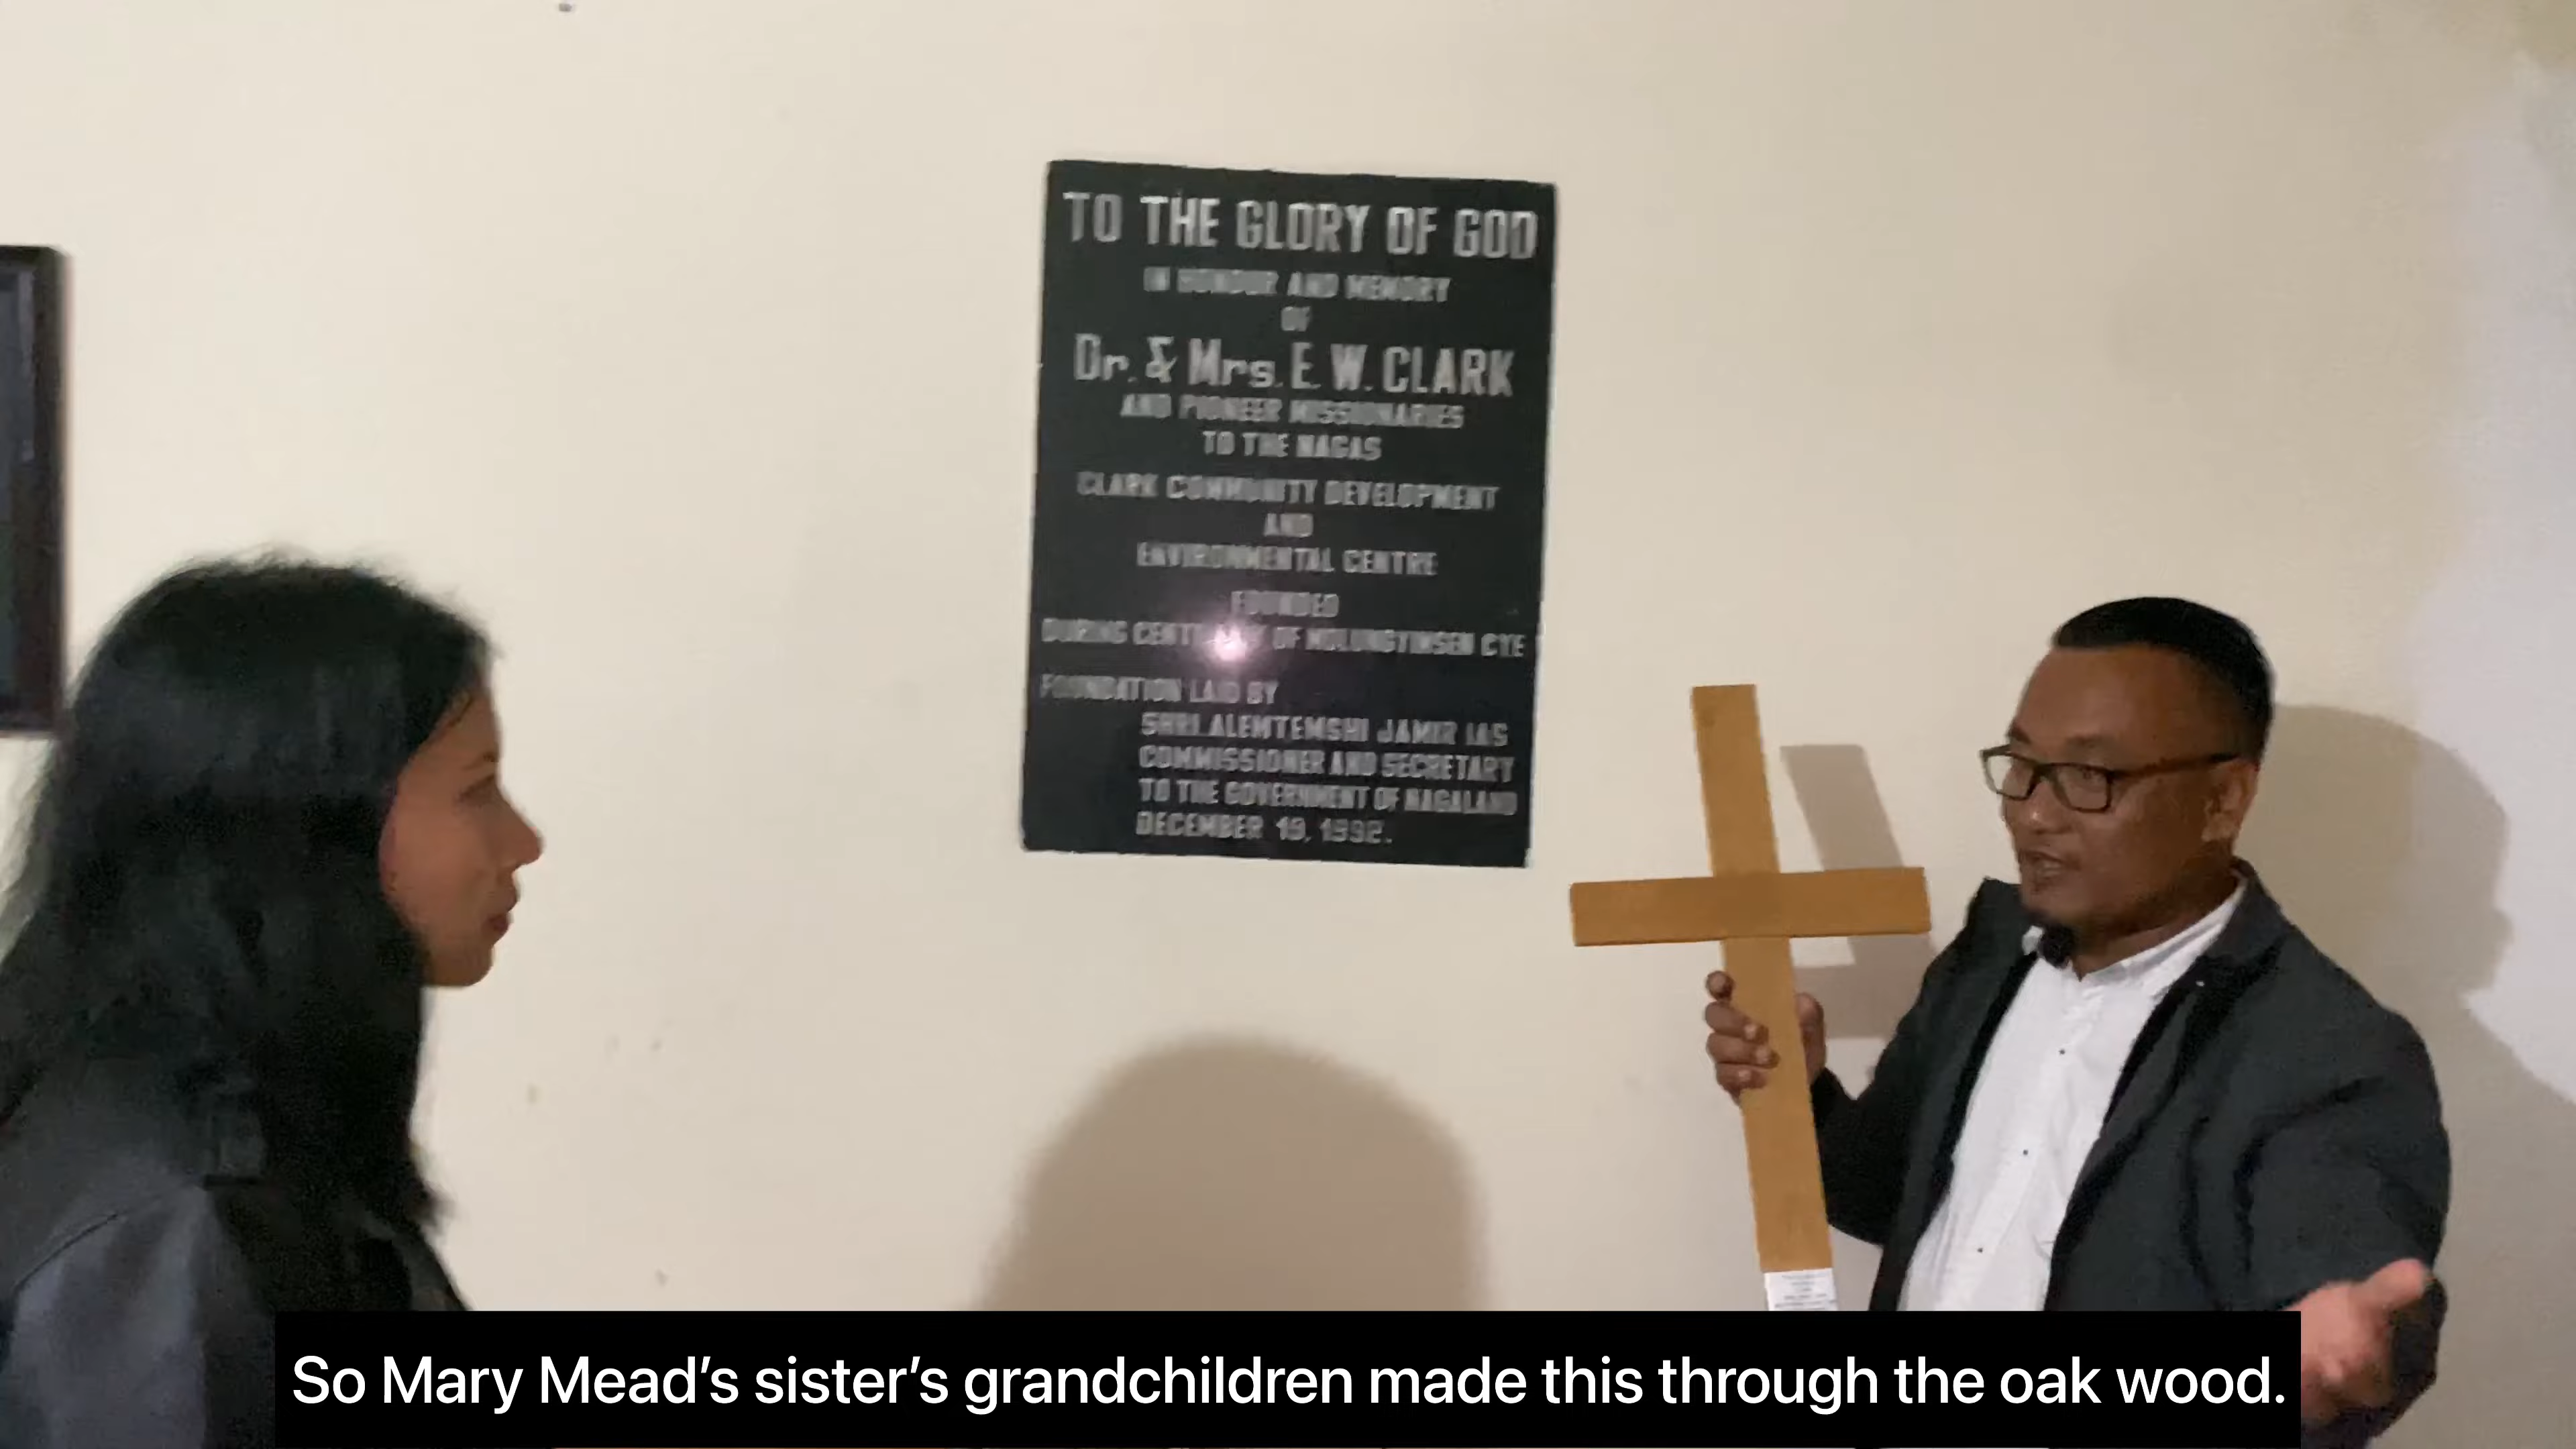 TO THE GLORY OF GOD
IN HONOUR AND MEMORY
OF
Dr. & Mrs. E. W. CLARK
AND PIONEER MISSIONARIES
TO THE NAGAS
CLARK COMMUNITY DEVELOPMENT
AND
ENVIRONMENTAL CENTRE
FOUNDED
DURING OF MOLUNGYIMSEN CYE
FOUNDATION LAID BY
SHRI. ALEMTEMSHI JAMIR IAS
COMMISSIONER AND SECRETARY
TO THE GOVERNMENT OF NAGALAND
DECEMBER 19, 1992.
So Mary Mead’s sister’s grandchildren made this through the oak wood.